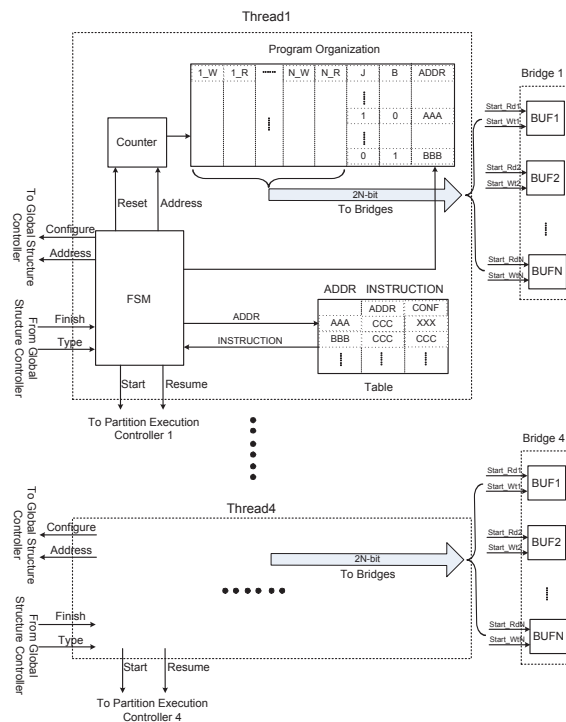 Thread1
Program Organization
1_W 1_R N_W N_R J B ADDR
1 0 AAA
0 1 BBB
Counter
Reset
Address
2N-bit
To Bridges
Bridge 1
Start_Rd1
Start_Wt1
BUF1
Start_Rd2
Start_Wt2
BUF2
Start_RdN
Start_WtN
BUFN
To Global Structure
Controller
Configure
Address
From Global
Structure Controller
Finish
Type
FSM
ADDR
INSTRUCTION
ADDR INSTRUCTION
ADDR CONF
AAA CCC XXX
BBB CCC CCC
Table
Start
Resume
To Partition Execution
Controller 1
Thread4
To Global Structure
Controller
Configure
Address
2N-bit
To Bridges
From Global
Structure Controller
Finish
Type
Start
Resume
To Partition Execution
Controller 4
Bridge 4
Start_Rd1
Start_Wt1
BUF1
Start_Rd2
Start_Wt2
BUF2
Start_RdN
Start_WtN
BUFN